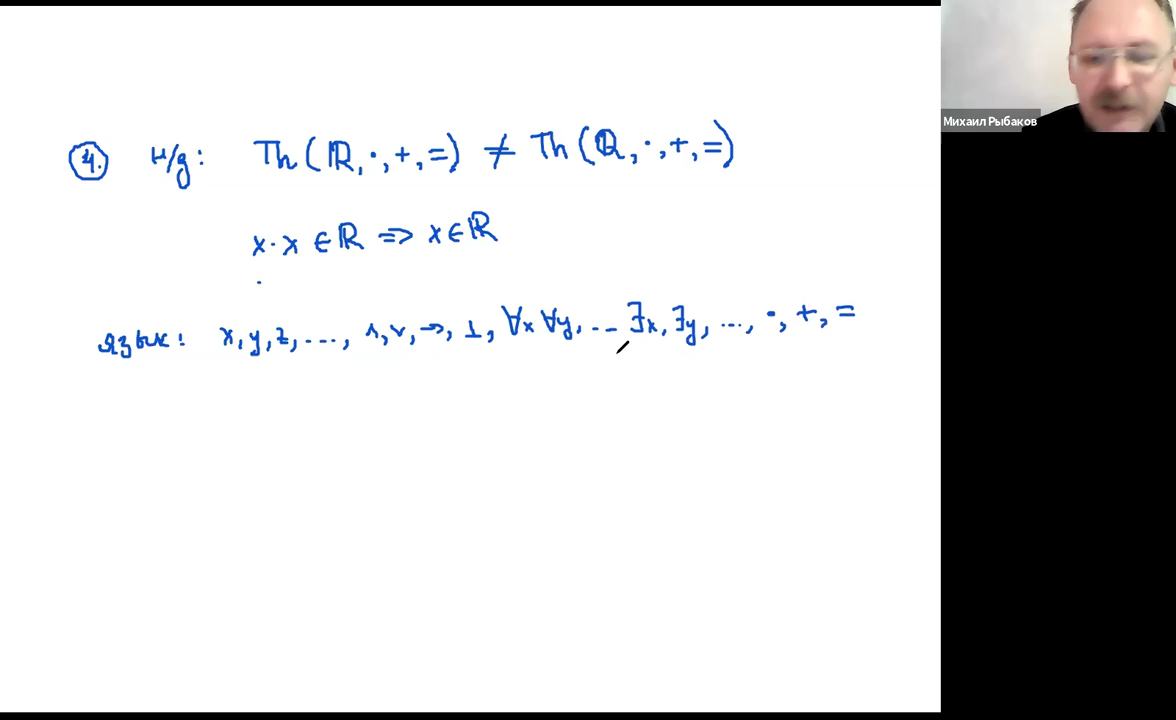 4. н/д: Th(ℝ, ·, +, =) ≠ Th(ℚ, ·, +, =)
x·x ∈ ℝ => x ∈ ℝ
язык: x, y, z, ..., ∧, ∨, →, ⊥, ∀x ∀y, ... ∃x, ∃y, ..., ·, +, =
Михаил Рыбаков